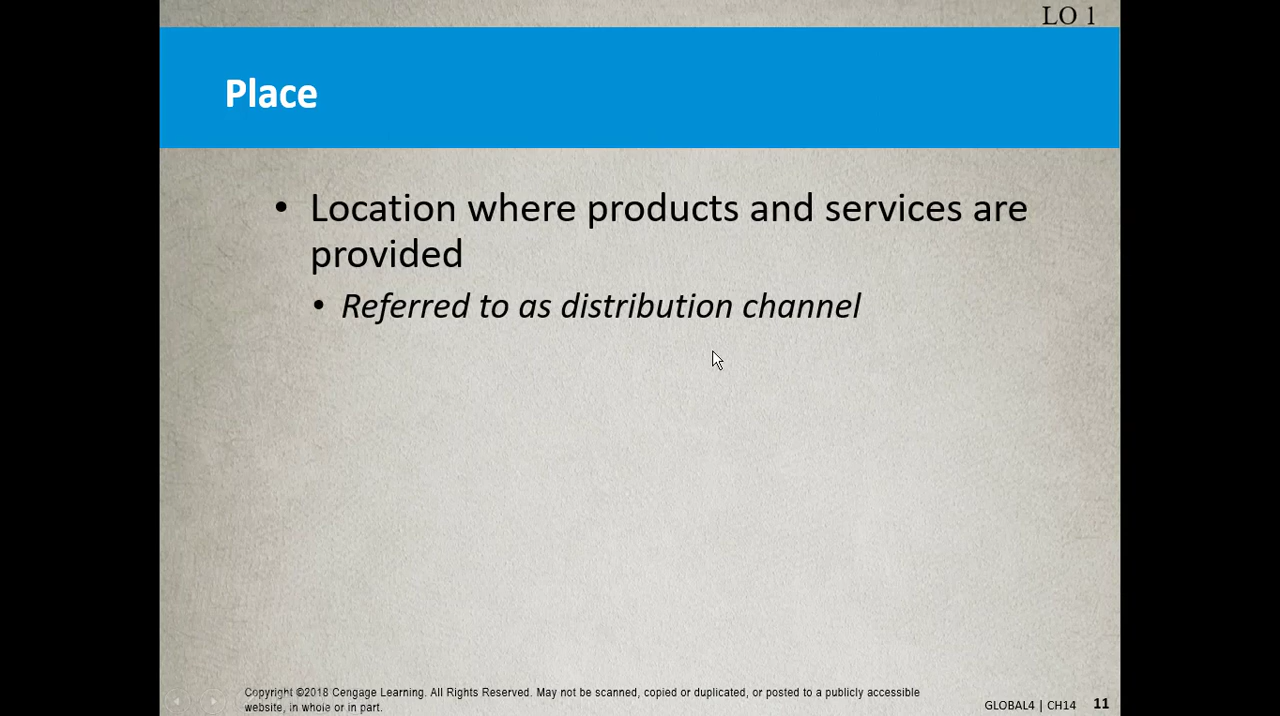 LO 1
Place
• Location where products and services are
provided
• Referred to as distribution channel
Copyright ©2018 Cengage Learning. All Rights Reserved. May not be scanned, copied or duplicated, or posted to a publicly accessible
website, in whole or in part.
GLOBAL4 | CH14 11